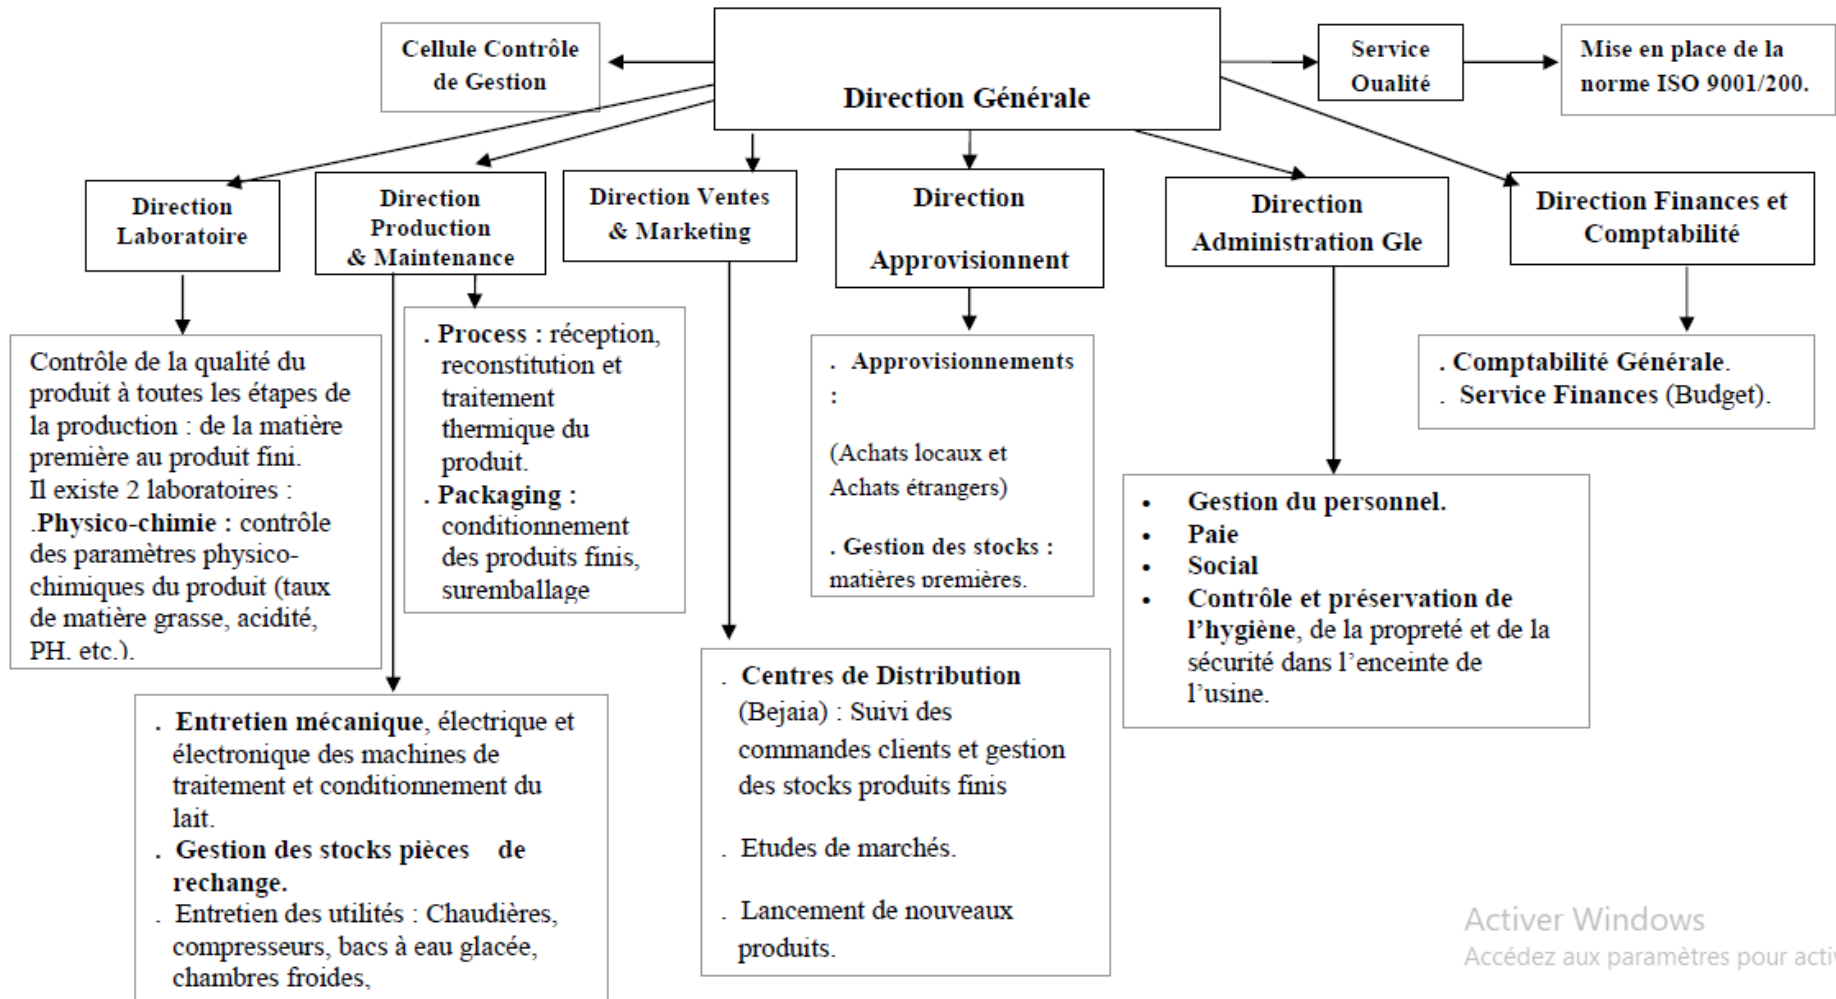 Cellule Contrôle
de Gestion
Direction Générale
Service
Qualité
Mise en place de la
norme ISO 9001/200.
Direction
Laboratoire
Direction
Production
& Maintenance
Direction Ventes
& Marketing
Direction
Approvisionnent
Direction
Administration Gle
Direction Finances et
Comptabilité
Contrôle de la qualité du
produit à toutes les étapes de
la production : de la matière
première au produit fini.
Il existe 2 laboratoires :
.Physico-chimie : contrôle
des paramètres physico-
chimiques du produit (taux
de matière grasse, acidité,
PH, etc.).
. Process : réception,
reconstitution et
traitement
thermique du
produit.
. Packaging :
conditionnement
des produits finis,
suremballage
. Approvisionnements
:
(Achats locaux et
Achats étrangers)
. Gestion des stocks :
matières premières.
. Comptabilité Générale.
. Service Finances (Budget).
• Gestion du personnel.
• Paie
• Social
• Contrôle et préservation de
l’hygiène, de la propreté et de la
sécurité dans l’enceinte de
l’usine.
. Entretien mécanique, électrique et
électronique des machines de
traitement et conditionnement du
lait.
. Gestion des stocks pièces de
rechange.
. Entretien des utilités : Chaudières,
compresseurs, bacs à eau glacée,
chambres froides,
. Centres de Distribution
(Bejaia) : Suivi des
commandes clients et gestion
des stocks produits finis
. Etudes de marchés.
. Lancement de nouveaux
produits.
Activer Windows
Accédez aux paramètres pour activ